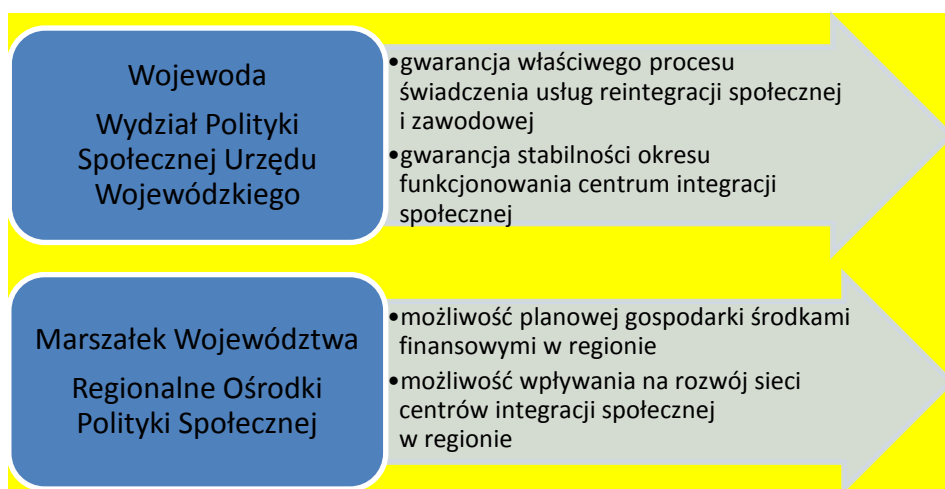 Wojewoda
Wydział Polityki
Społecznej Urzędu
Wojewódzkiego
•gwarancja właściwego procesu
świadczenia usług reintegracji społecznej
i zawodowej
•gwarancja stabilności okresu
funkcjonowania centrum integracji
społecznej
Marszałek Województwa
Regionalne Ośrodki
Polityki Społecznej
•możliwość planowej gospodarki środkami
finansowymi w regionie
•możliwość wpływania na rozwój sieci
centrów integracji społecznej
w regionie